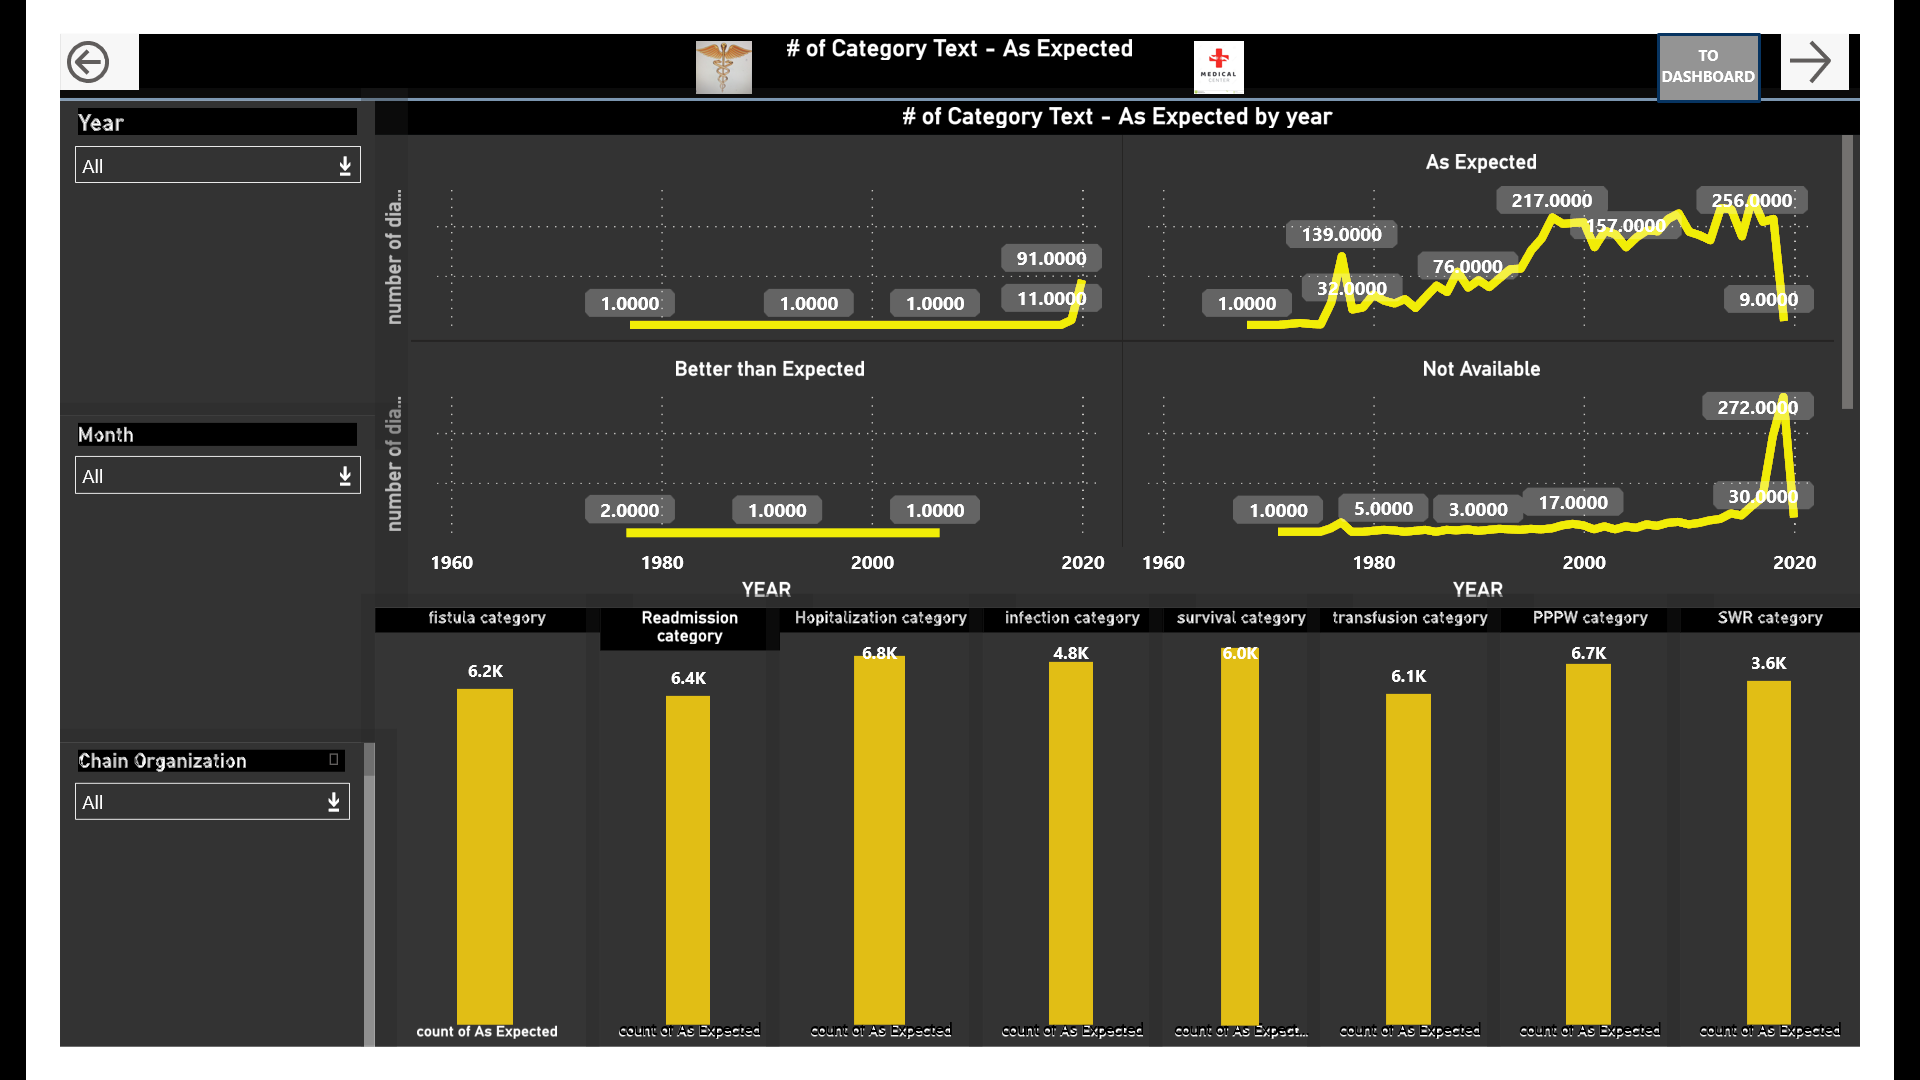 # of Category Text - As Expected
MEDICAL
CENTER
TO
DASHBOARD
Year
All
Month
All
Chain Organization
All
# of Category Text - As Expected by year
number of dia...
91.0000
1.0000
1.0000
1.0000
11.0000
As Expected
217.0000
256.0000
139.0000
157.0000
76.0000
32.0000
1.0000
9.0000
number of dia...
Better than Expected
2.0000
1.0000
1.0000
1960
1980
2000
2020
YEAR
Not Available
272.0000
30.0000
1.0000
5.0000
3.0000
17.0000
1960
1980
2000
2020
YEAR
fistula category
6.2K
count of As Expected
Readmission
category
6.4K
count of As Expected
Hopitalization category
6.8K
count of As Expected
infection category
4.8K
count of As Expected
survival category
6.0K
count of As Expect...
transfusion category
6.1K
count of As Expected
PPPW category
6.7K
count of As Expected
SWR category
3.6K
count of As Expected